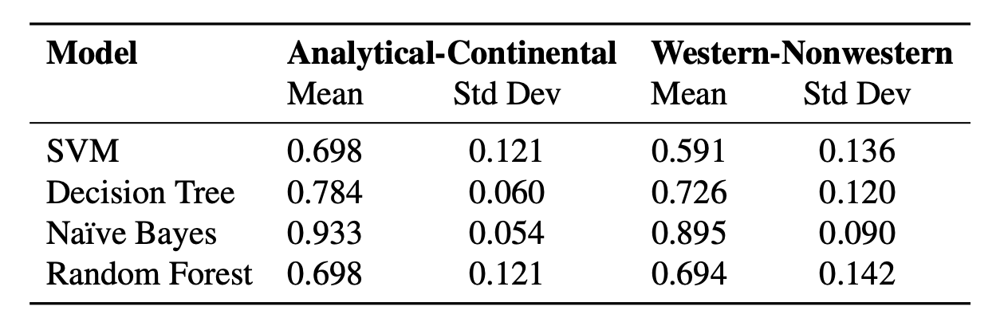 Model Analytical-Continental Western-Nonwestern
Mean Std Dev Mean Std Dev
SVM 0.698 0.121 0.591 0.136
Decision Tree 0.784 0.060 0.726 0.120
Naïve Bayes 0.933 0.054 0.895 0.090
Random Forest 0.698 0.121 0.694 0.142